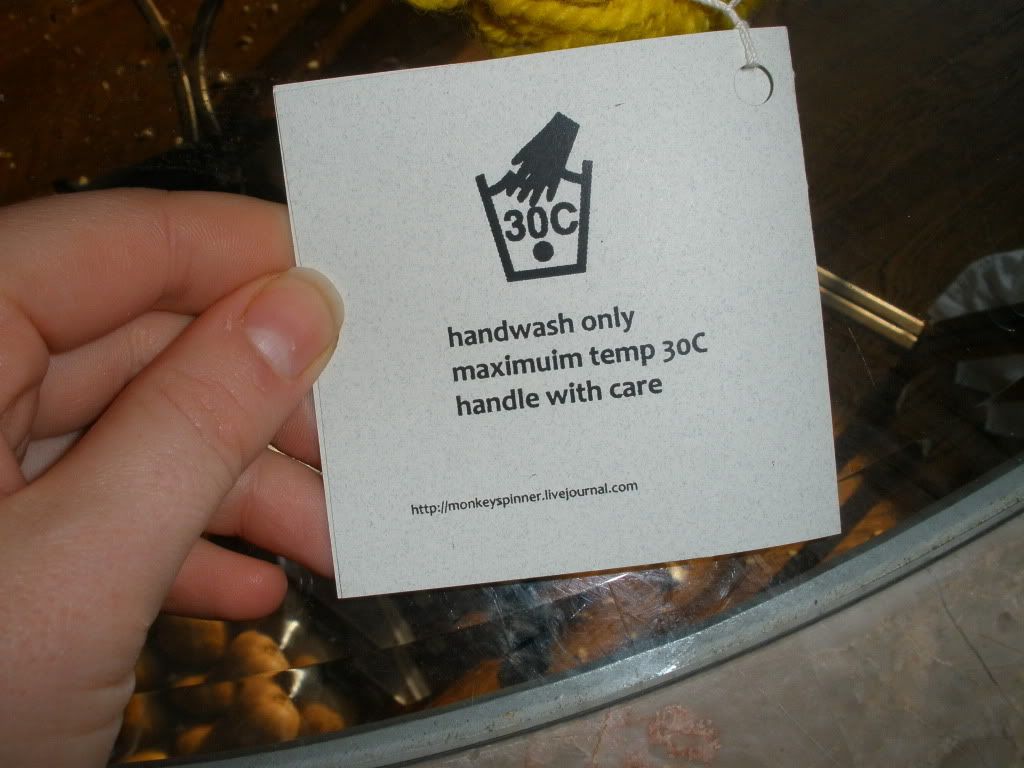 30C
handwash only
maximuim temp 30C
handle with care
http://monkeyspinner.livejournal.com